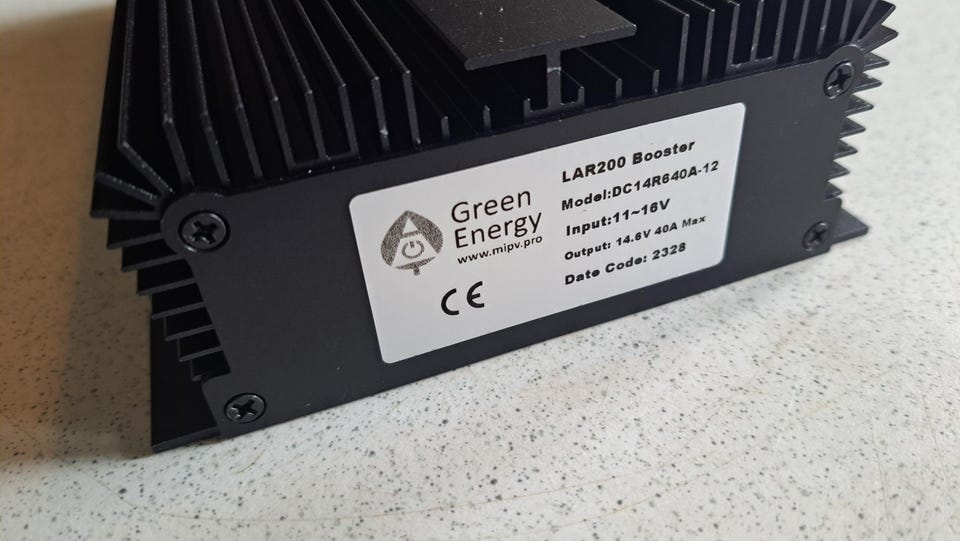 Green
Energy
www.mipv.pro
CE
LAR200 Booster
Model:DC14R640A-12
Input:11~16V
Output: 14.6V 40A Max
Date Code: 2328